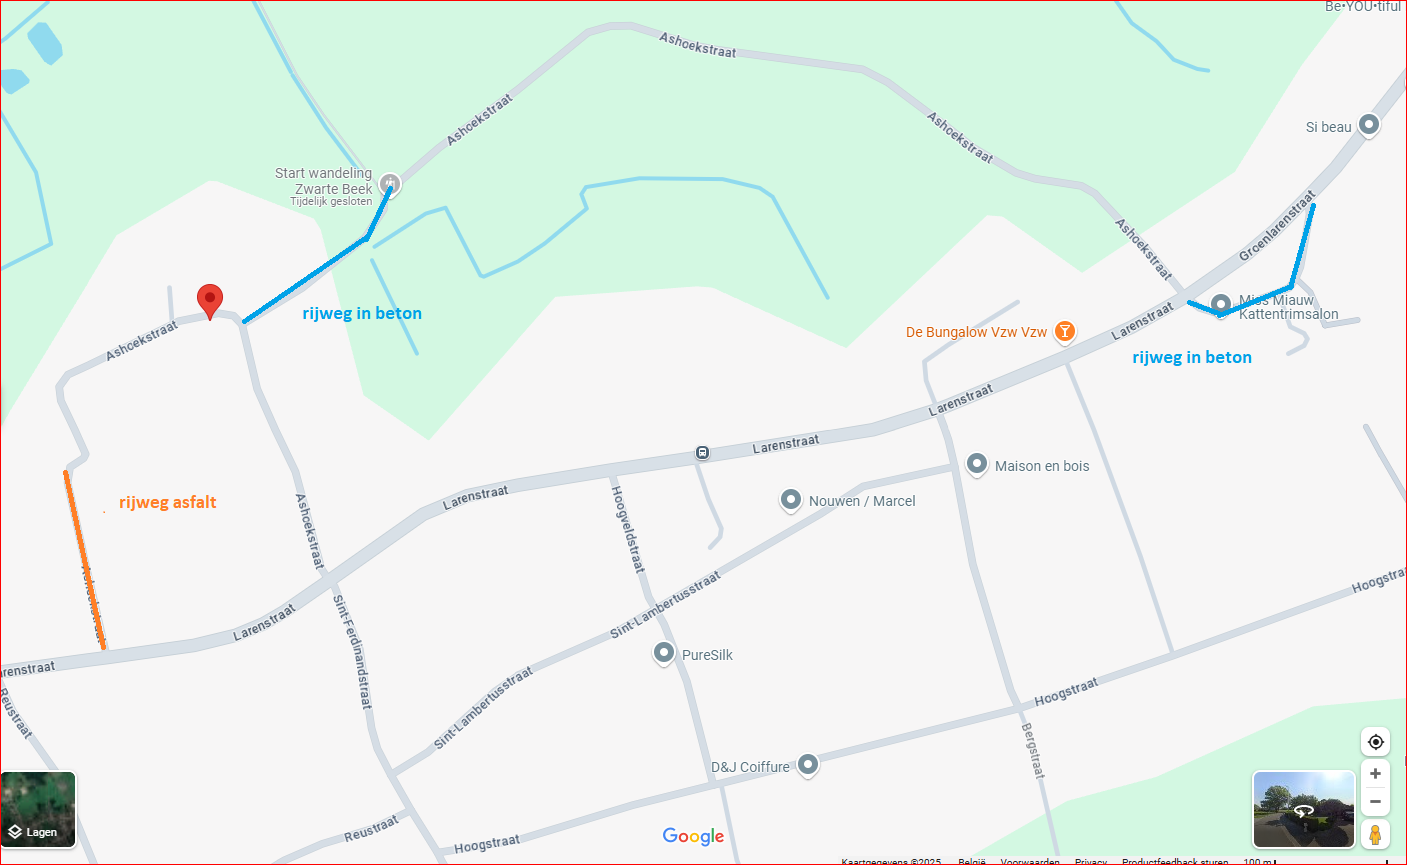 Be•YOU•tiful
Ashoekstraat
Ashoekstraat
Ashoekstraat
Si beau
Start wandeling
Zwarte Beek
Tijdelijk gesloten
Groenlarenstraat
Ashoekstraat
rijweg in beton
Miss Miauw
Kattentrimsalon
Larenstraat
Ashoekstraat
De Bungalow Vzw Vzw
rijweg in beton
Larenstraat
Larenstraat
Maison en bois
Larenstraat
Nouwen / Marcel
rijweg asfalt
Ashoekstraat
Hoogveldstraat
Ashoekstraat
Hoogstraat
Sint-Lambertusstraat
Larenstraat
Sint-Ferdinandstraat
PureSilk
Larenstraat
Reustraat
Sint-Lambertusstraat
Hoogstraat
Bergstraat
D&J Coiffure
Lagen
Reustraat
Google
Hoogstraat
Kaartgegevens ©2025 België Voorwaarden Privacy Productfeedback sturen 100 m